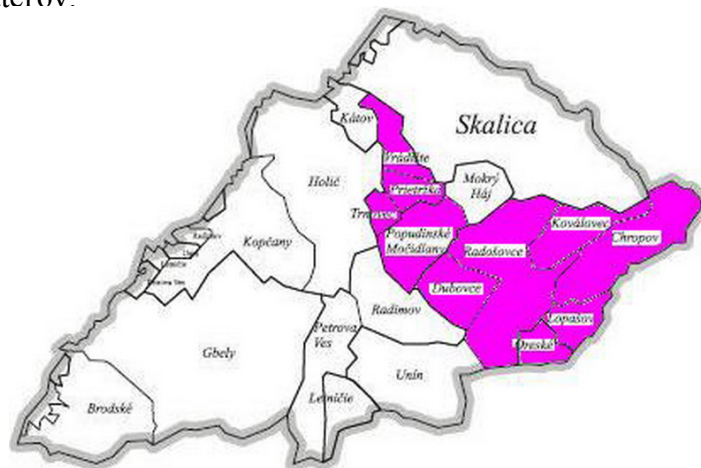 Kátov
Skalica
Vrádište
Prietržka
Mokrý
Háj
Holíč
Trnovec
Koválovec
Chropov
Popudinské
Močidľany
Radošovce
Kopčany
Dubovce
Radimov
Lopašov
Petrova
Ves
Oreské
Gbely
Unín
Letničie
Brodské